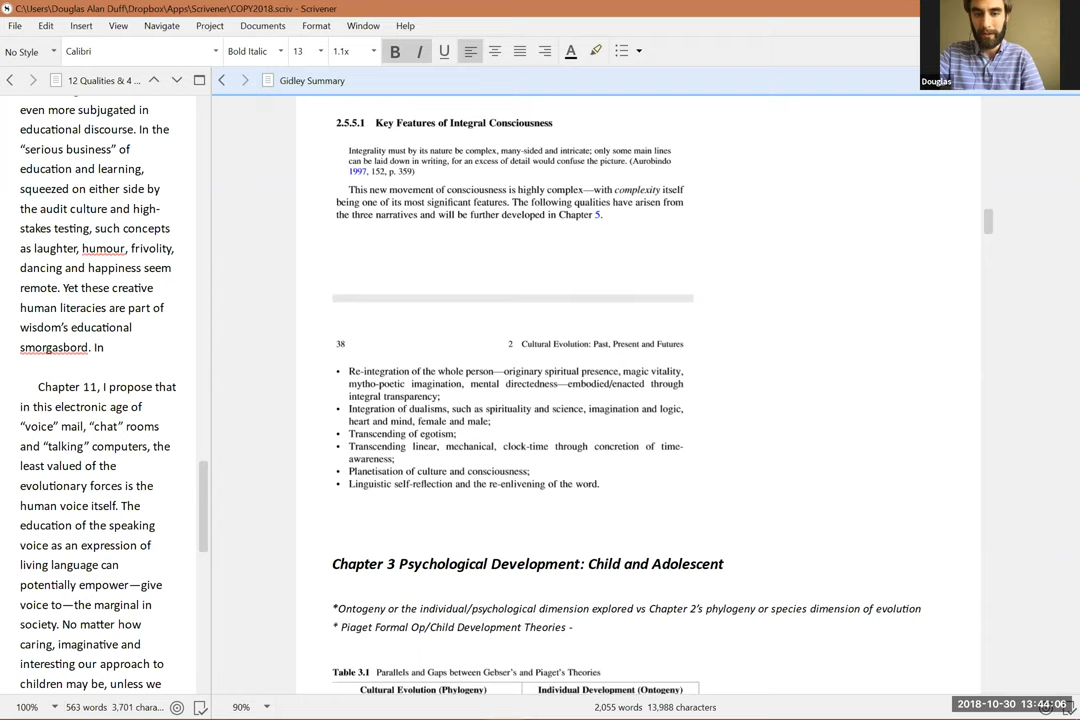 C:\Users\Douglas Alan Duff\Dropbox\Apps\Scrivener\COPY2018.scriv - Scrivener
File Edit Insert View Navigate Project Documents Format Window Help
No Style Calibri Bold Italic 13 1.1x B I U A
12 Qualities & 4 ...
Gidley Summary
Douglas
even more subjugated in
educational discourse. In the
“serious business” of
education and learning,
squeezed on either side by
the audit culture and high-
stakes testing, such concepts
as laughter, humour, frivolity,
dancing and happiness seem
remote. Yet these creative
human literacies are part of
wisdom’s educational
smorgasbord. In
Chapter 11, I propose that
in this electronic age of
“voice” mail, “chat” rooms
and “talking” computers, the
least valued of the
evolutionary forces is the
human voice itself. The
education of the speaking
voice as an expression of
living language can
potentially empower—give
voice to—the marginal in
society. No matter how
caring, imaginative and
interesting our approach to
children may be, unless we
2.5.5.1 Key Features of Integral Consciousness
Integrality must by its nature be complex, many-sided and intricate; only some main lines
can be laid down in writing, for an excess of detail would confuse the picture. (Aurobindo
1997, 152, p. 359)
This new movement of consciousness is highly complex—with complexity itself
being one of its most significant features. The following qualities have arisen from
the three narratives and will be further developed in Chapter 5.
38 2 Cultural Evolution: Past, Present and Futures
• Re-integration of the whole person—originary spiritual presence, magic vitality,
mytho-poetic imagination, mental directedness—embodied/enacted through
integral transparency;
• Integration of dualisms, such as spirituality and science, imagination and logic,
heart and mind, female and male;
• Transcending of egotism;
• Transcending linear, mechanical, clock-time through concretion of time-
awareness;
• Planetisation of culture and consciousness;
• Linguistic self-reflection and the re-enlivening of the word.
Chapter 3 Psychological Development: Child and Adolescent
*Ontogeny or the individual/psychological dimension explored vs Chapter 2’s phylogeny or species dimension of evolution
* Piaget Formal Op/Child Development Theories -
Table 3.1 Parallels and Gaps between Gebser’s and Piaget’s Theories
Cultural Evolution (Phylogeny) Individual Development (Ontogeny)
100% 563 words 3,701 chara...
90% 2,055 words 13,988 characters
2018-10-30 13:44:06